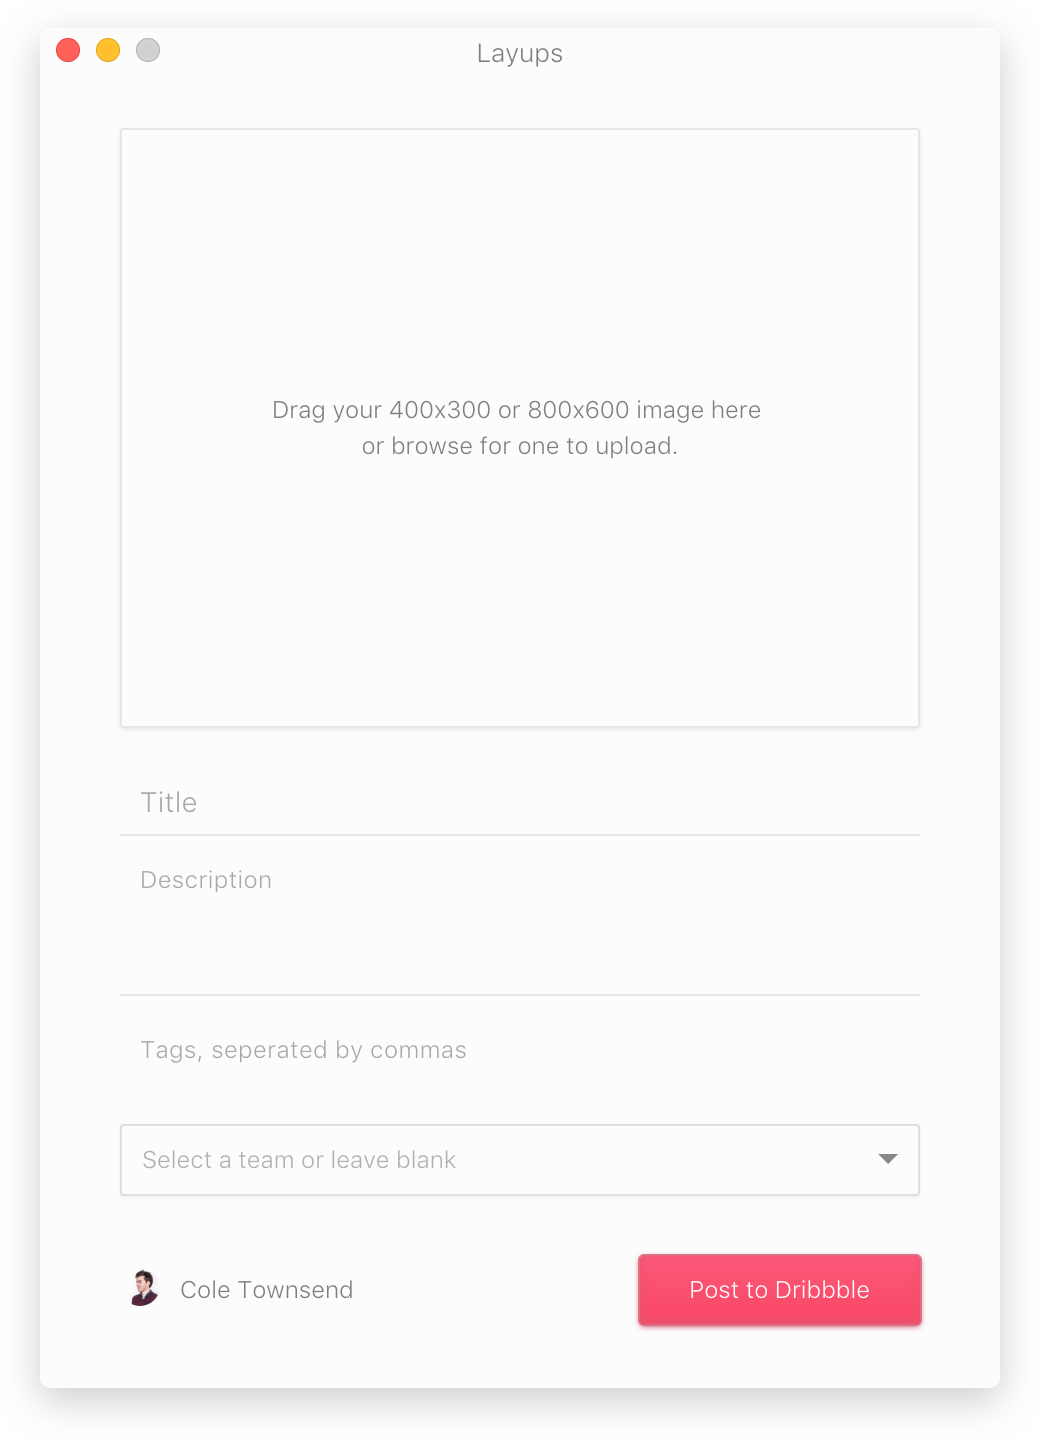 Layups
Drag your 400x300 or 800x600 image here
or browse for one to upload.
Title
Description
Tags, seperated by commas
Select a team or leave blank
Cole Townsend
Post to Dribbble